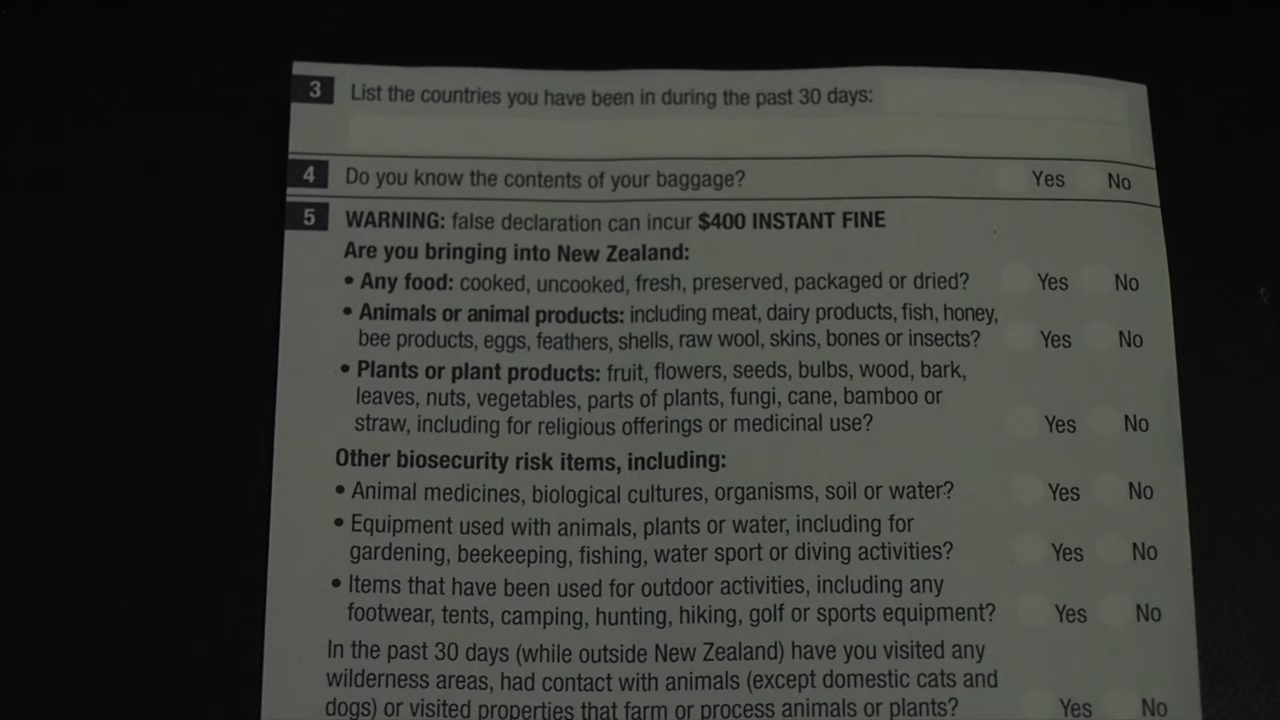 3 List the countries you have been in during the past 30 days:
4 Do you know the contents of your baggage? Yes No
5 WARNING: false declaration can incur $400 INSTANT FINE
Are you bringing into New Zealand:
• Any food: cooked, uncooked, fresh, preserved, packaged or dried? Yes No
• Animals or animal products: including meat, dairy products, fish, honey,
bee products, eggs, feathers, shells, raw wool, skins, bones or insects? Yes No
• Plants or plant products: fruit, flowers, seeds, bulbs, wood, bark,
leaves, nuts, vegetables, parts of plants, fungi, cane, bamboo or
straw, including for religious offerings or medicinal use? Yes No
Other biosecurity risk items, including:
• Animal medicines, biological cultures, organisms, soil or water? Yes No
• Equipment used with animals, plants or water, including for
gardening, beekeeping, fishing, water sport or diving activities? Yes No
• Items that have been used for outdoor activities, including any
footwear, tents, camping, hunting, hiking, golf or sports equipment? Yes No
In the past 30 days (while outside New Zealand) have you visited any
wilderness areas, had contact with animals (except domestic cats and
dogs) or visited properties that farm or process animals or plants? Yes No